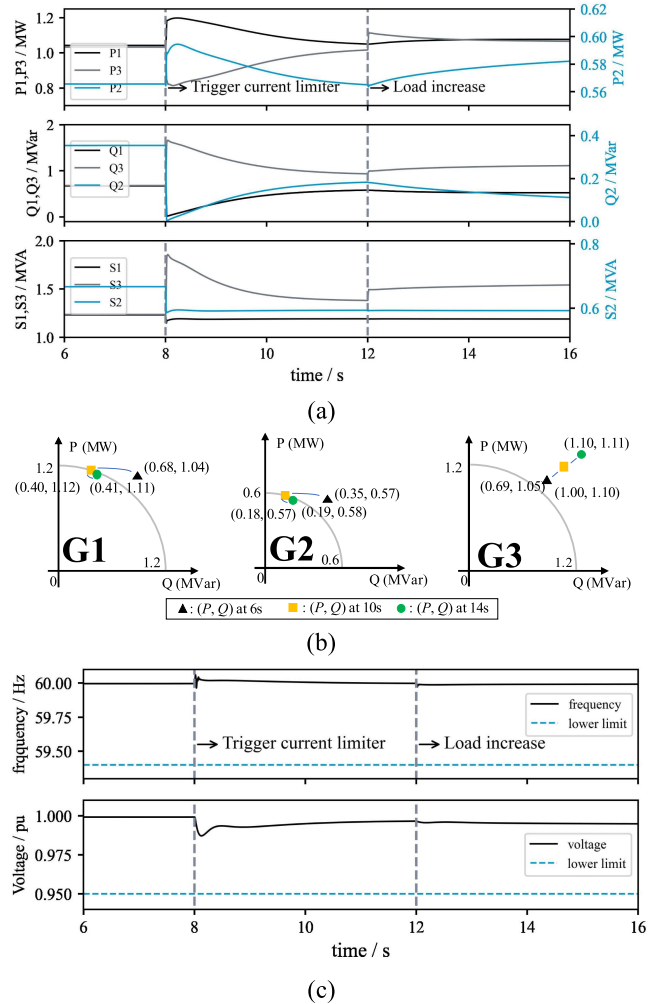 1.2
1.0
0.8
P1,P3 / MW
P1
P3
P2
Trigger current limiter
Load increase
0.62
0.60
0.58
0.56
P2 / MW
2
1
0
Q1,Q3 / MVar
Q1
Q3
Q2
0.4
0.2
0.0
Q2 / MVar
2.0
1.5
1.0
S1,S3 / MVA
S1
S3
S2
0.8
0.6
S2 / MVA
6 8 10 12 14 16
time / s
(a)
P (MW)
1.2
(0.68, 1.04)
(0.40, 1.12)
(0.41, 1.11)
G1
1.2
0
Q (MVar)
P (MW)
0.6
(0.35, 0.57)
(0.18, 0.57)
(0.19, 0.58)
G2
0.6
0
Q (MVar)
P (MW)
1.2
(1.10, 1.11)
(0.69, 1.05)
(1.00, 1.10)
G3
1.2
0
Q (MVar)
: (P, Q) at 6s : (P, Q) at 10s : (P, Q) at 14s
(b)
60.00
59.75
59.50
frqquency / Hz
frequency
lower limit
Trigger current limiter
Load increase
1.000
0.975
0.950
Voltage / pu
voltage
lower limit
6 8 10 12 14 16
time / s
(c)